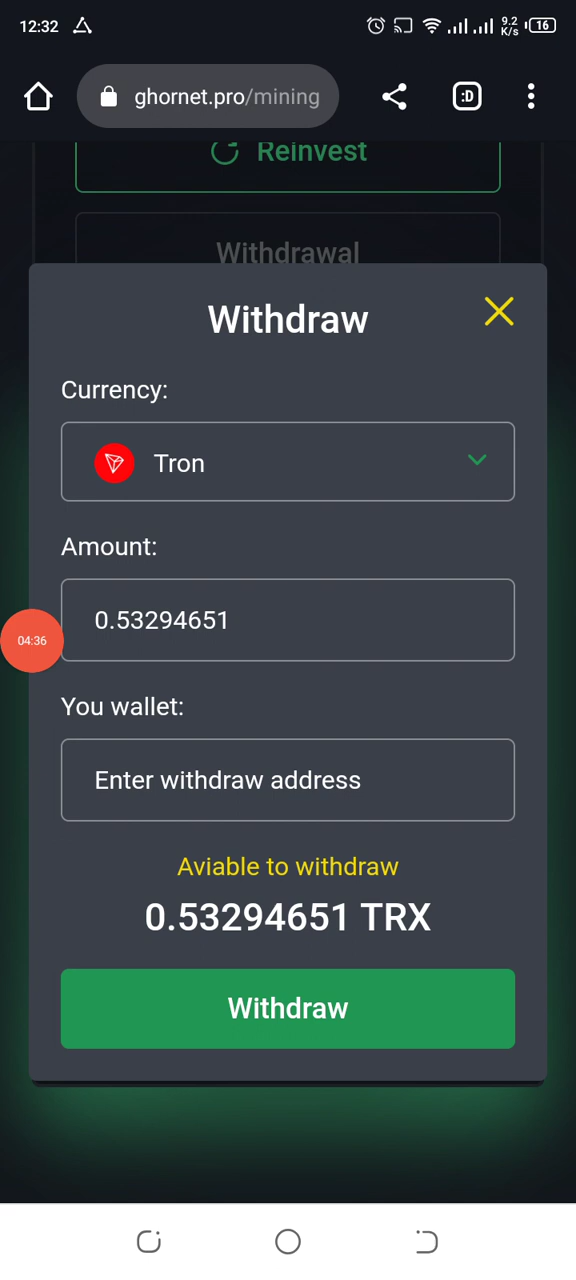 12:32
9.2
K/s
16
ghornet.pro/mining
:D
Reinvest
Withdrawal
Withdraw
Currency:
Tron
Amount:
0.53294651
04:36
You wallet:
Enter withdraw address
Aviable to withdraw
0.53294651 TRX
Withdraw